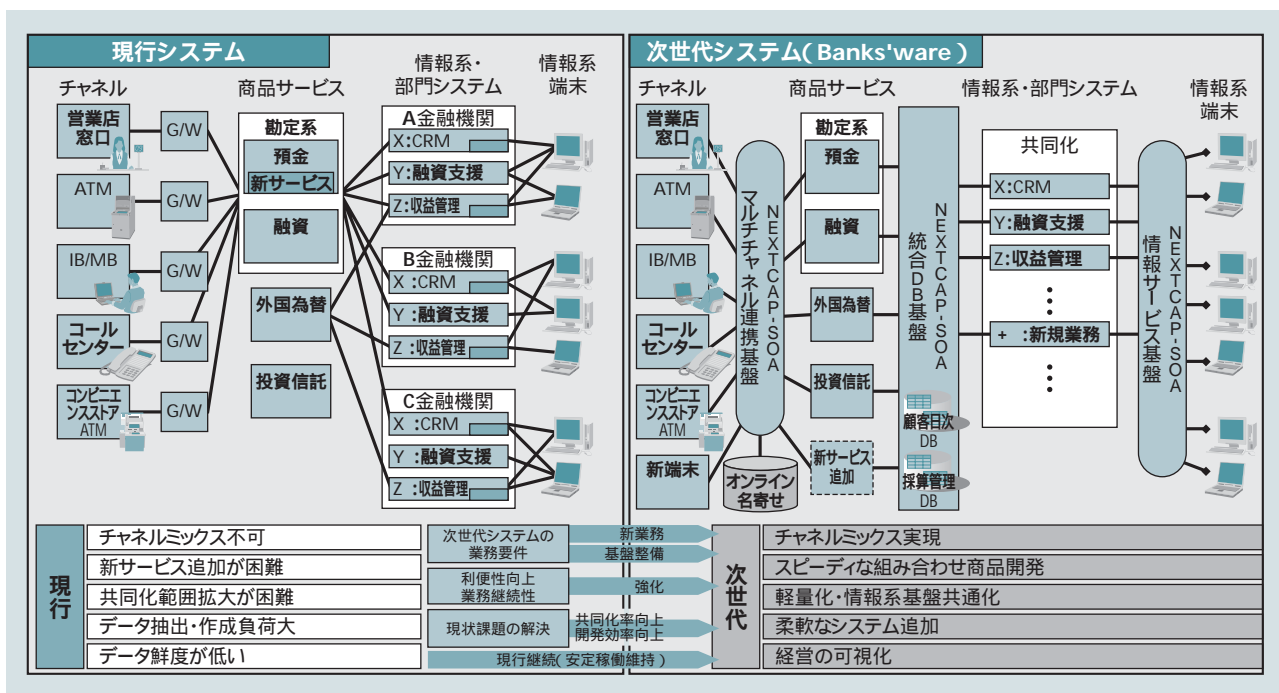 現行システム
チャネル
商品サービス
情報系・
部門システム
情報系
端末
営業店
窓口
ATM
IB/MB
コール
センター
コンビニエ
ンスストア
ATM
G/W
G/W
G/W
G/W
G/W
勘定系
預金
新サービス
融資
外国為替
投資信託
A金融機関
X:CRM
Y:融資支援
Z:収益管理
B金融機関
X:CRM
Y:融資支援
Z:収益管理
C金融機関
X:CRM
Y:融資支援
Z:収益管理
次世代システム(Banks'ware)
チャネル
商品サービス
情報系・部門システム
情報系
端末
営業店
窓口
ATM
IB/MB
コール
センター
コンビニエ
ンスストア
ATM
新端末
NEXTCAP-SOA
マルチチャネル連携基盤
オンライン
名寄せ
勘定系
預金
融資
外国為替
投資信託
新サービス
追加
NEXTCAP-SOA
統合DB基盤
顧客日次
DB
採算管理
DB
共同化
X:CRM
Y:融資支援
Z:収益管理
+:新規業務
NEXTCAP-SOA
情報サービス基盤
現行
チャネルミックス不可
新サービス追加が困難
共同化範囲拡大が困難
データ抽出・作成負荷大
データ鮮度が低い
次世代システムの
業務要件
新業務
基盤整備
利便性向上
業務継続性
強化
現状課題の解決
共同化率向上
開発効率向上
現行継続(安定稼働維持)
次世代
チャネルミックス実現
スピーディな組み合わせ商品開発
軽量化・情報系基盤共通化
柔軟なシステム追加
経営の可視化